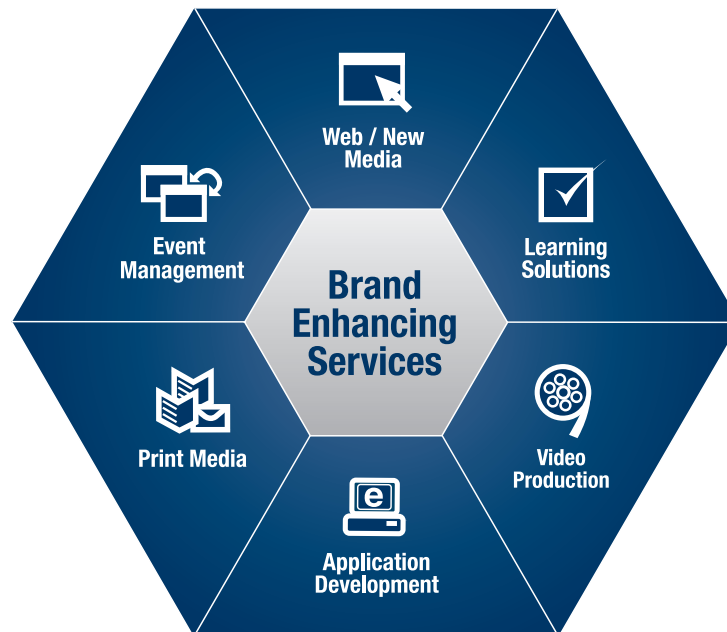 Web / New
Media
Learning
Solutions
Event
Management
Brand
Enhancing
Services
Print Media
Video
Production
e
Application
Development